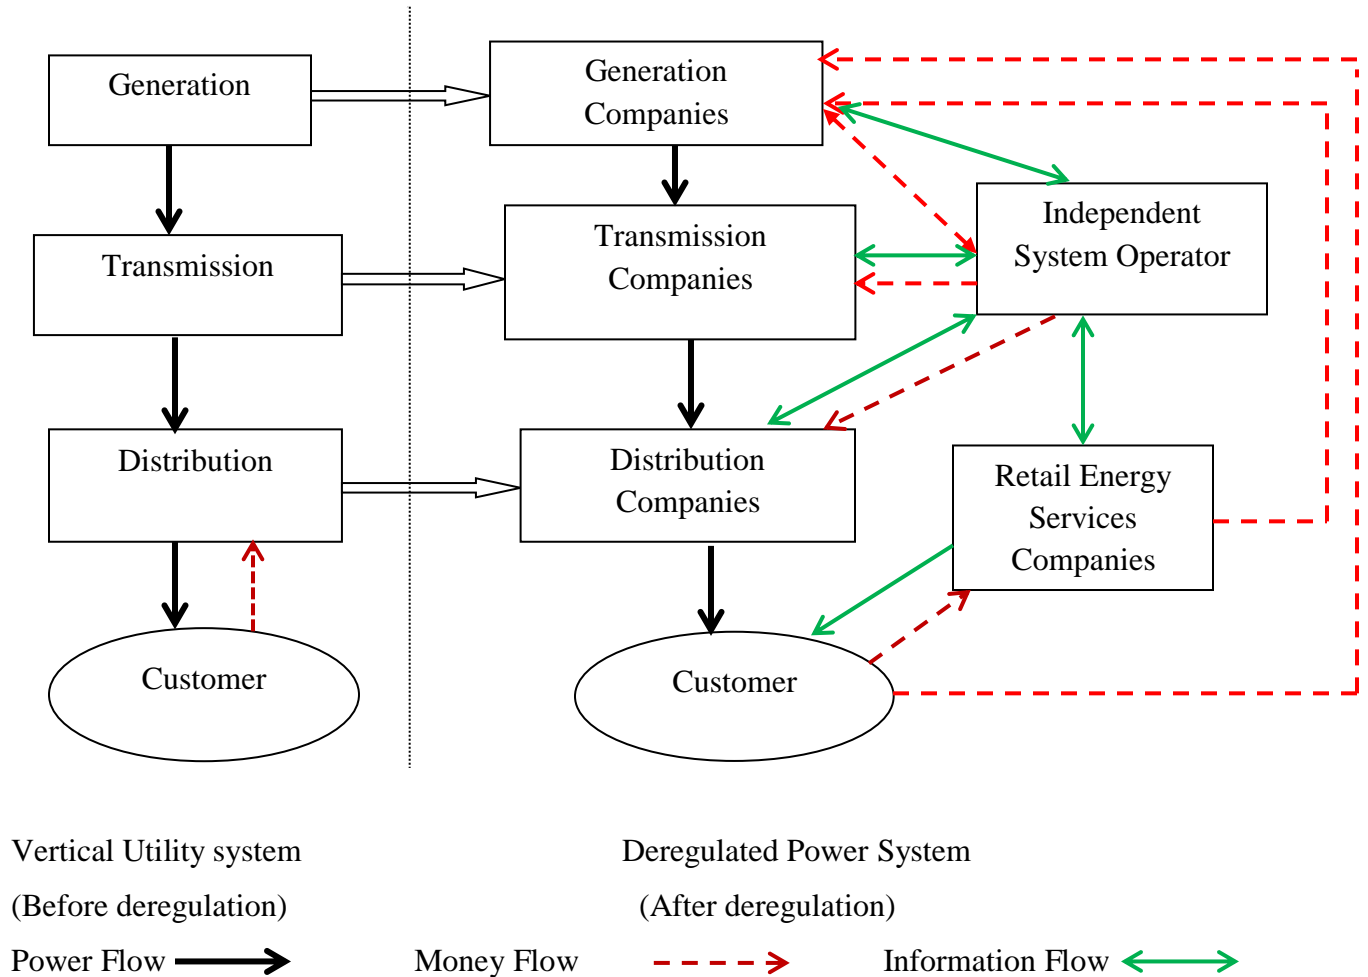 Generation
Transmission
Distribution
Customer
Generation
Companies
Transmission
Companies
Distribution
Companies
Customer
Independent
System Operator
Retail Energy
Services
Companies
Vertical Utility system
(Before deregulation)
Deregulated Power System
(After deregulation)
Power Flow
Money Flow
Information Flow